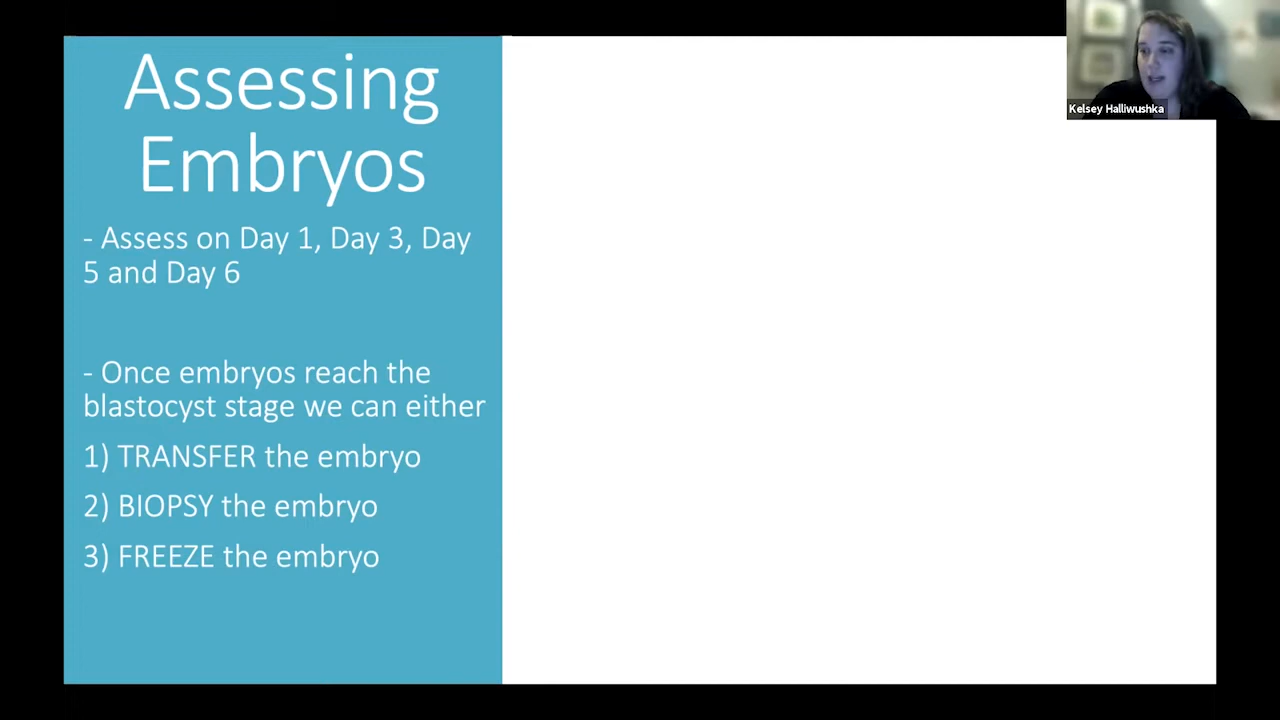 Assessing
Embryos
- Assess on Day 1, Day 3, Day
5 and Day 6
- Once embryos reach the
blastocyst stage we can either
1) TRANSFER the embryo
2) BIOPSY the embryo
3) FREEZE the embryo
Kelsey Halliwushka